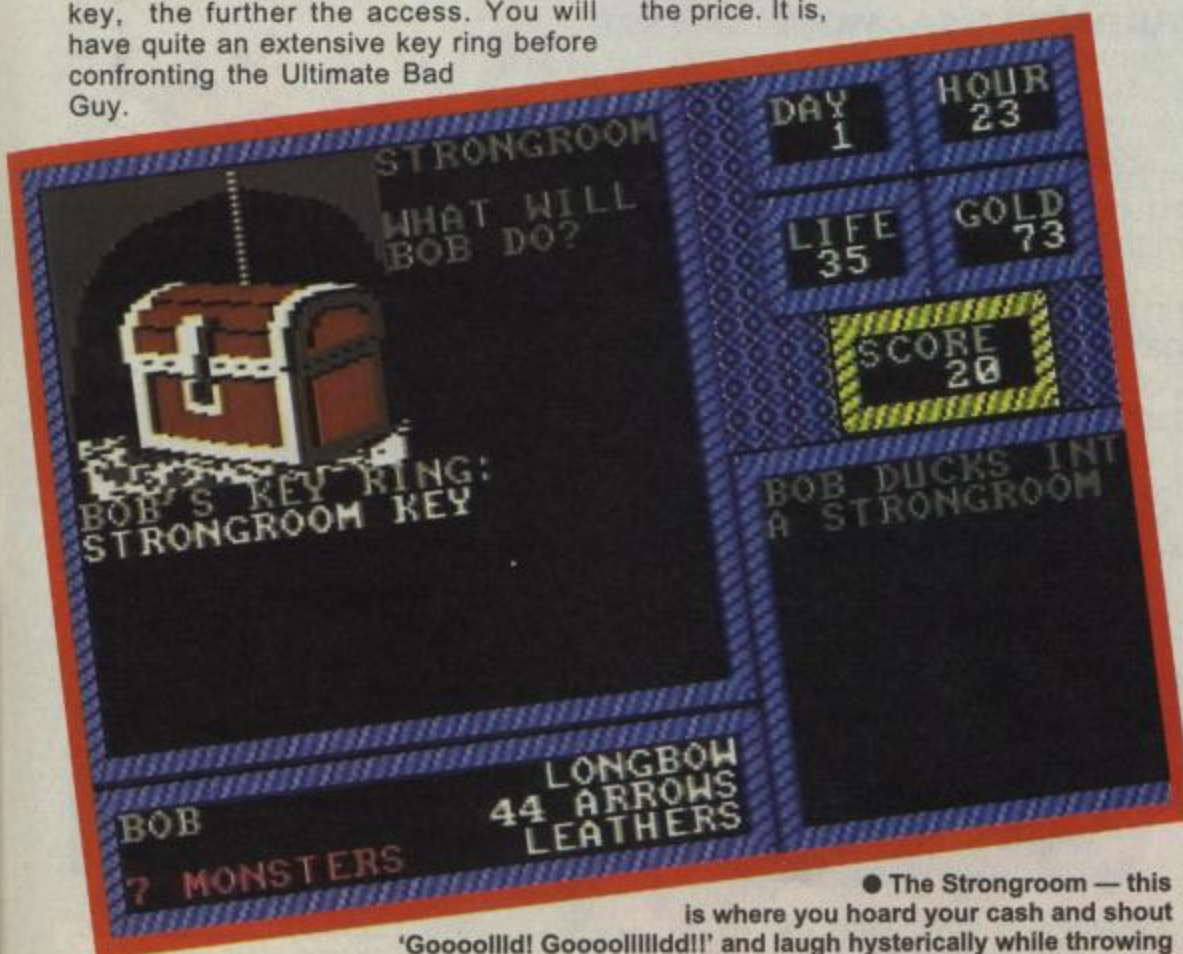 key, the further the access. You will
have quite an extensive key ring before
confronting the Ultimate Bad
Guy.
the price. It is,
STRONGROOM
WHAT WILL
BOB DO?
BOB'S KEY RING:
STRONGROOM KEY
DAY
1
HOUR
23
LIFE
35
GOLD
73
SCORE
20
BOB DUCKS INT
A STRONGROOM
BOB
7 MONSTERS
LONGBOW
44 ARROWS
LEATHERS
● The Strongroom — this
is where you hoard your cash and shout
'Goooollld! Goooolllllldd!!' and laugh hysterically while throwing